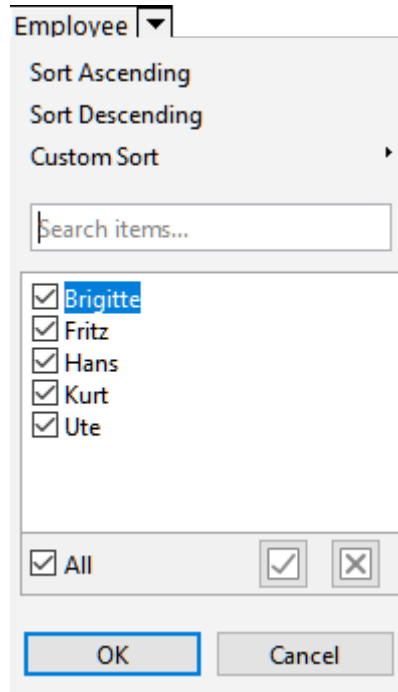 Employee
Sort Ascending
Sort Descending
Custom Sort
Search items...
Brigitte
Fritz
Hans
Kurt
Ute
All
OK
Cancel